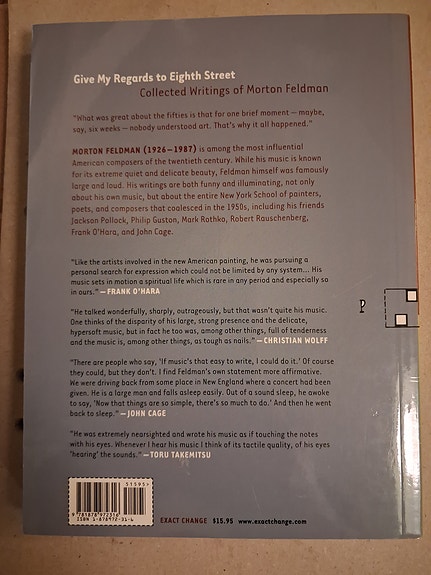 Give My Regards to Eighth Street
Collected Writings of Morton Feldman
"What was great about the fifties is that for one brief moment—maybe,
say, six weeks—nobody understood art. That's why it all happened."
MORTON FELDMAN (1926–1987) is among the most influential
American composers of the twentieth century. While his music is known
for its extreme quiet and delicate beauty, Feldman himself was famously
large and loud. His writings are both funny and illuminating, not only
about his own music, but about the entire New York School of painters,
poets, and composers that coalesced in the 1950s, including his friends
Jackson Pollock, Philip Guston, Mark Rothko, Robert Rauschenberg,
Frank O'Hara, and John Cage.
"Like the artists involved in the new American painting, he was pursuing a
personal search for expression which could not be limited by any system... His
music sets in motion a spiritual life which is rare in any period and especially so
in ours."—FRANK O'HARA
"He talked wonderfully, sharply, outrageously, but that wasn't quite his music.
One thinks of the disparity of his large, strong presence and the delicate,
hypersoft music, but in fact he too was, among other things, full of tenderness
and the music is, among other things, as tough as nails."—CHRISTIAN WOLFF
"There are people who say, 'If music's that easy to write, I could do it.' Of course
they could, but they don't. I find Feldman's own statement more affirmative.
We were driving back from some place in New England where a concert had been
given. He is a large man and falls asleep easily. Out of a sound sleep, he awoke
to say, 'Now that things are so simple, there's so much to do.' And then he went
back to sleep."—JOHN CAGE
"He was extremely nearsighted and wrote his music as if touching the notes
with his eyes. Whenever I hear his music I think of its tactile quality, of his eyes
'hearing' the sounds."—TORU TAKEMITSU
P
51595
9 781878 972316
ISBN 1-878972-31-6
EXACT CHANGE $15.95 www.exactchange.com